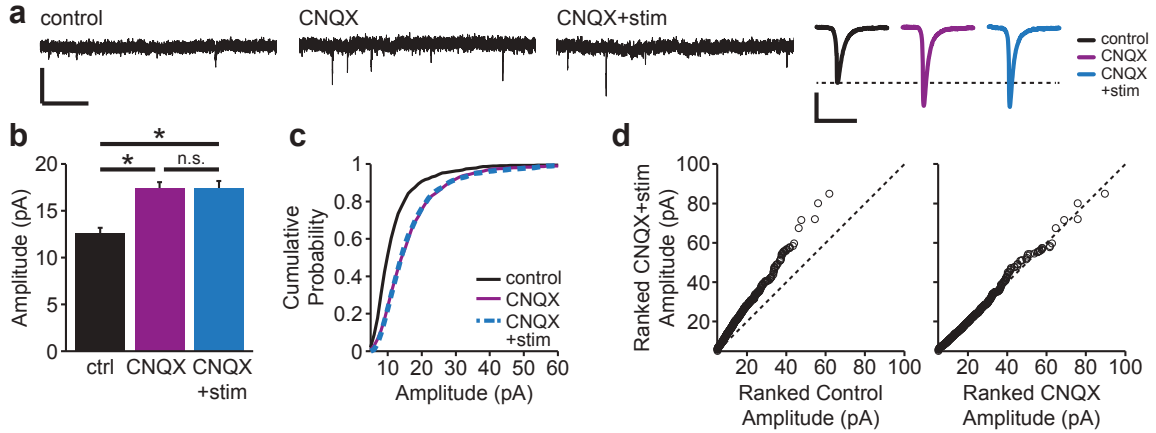 a
control
CNQX
CNQX+stim
control
CNQX
CNQX
+stim
b
*
*
n.s.
Amplitude (pA)
20
15
10
5
0
ctrl
CNQX
CNQX
+stim
c
Cumulative
Probability
1
0.8
0.6
0.4
0.2
0
control
CNQX
CNQX
+stim
10
20
30
40
50
60
Amplitude (pA)
d
Ranked CNQX+stim
Amplitude (pA)
100
80
60
40
20
20
40
60
80
100
Ranked Control
Amplitude (pA)
20
40
60
80
100
Ranked CNQX
Amplitude (pA)